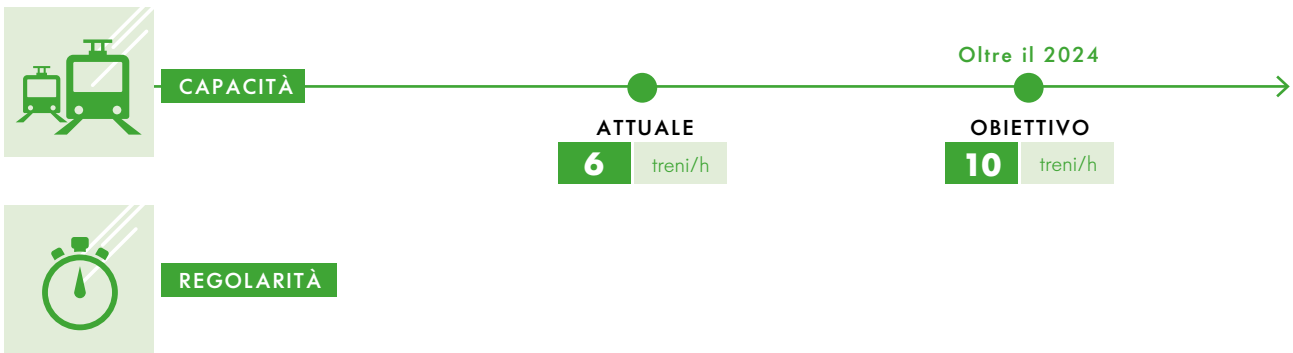 Oltre il 2024
CAPACITÀ
ATTUALE
OBIETTIVO
6 treni/h
10 treni/h
REGOLARITÀ